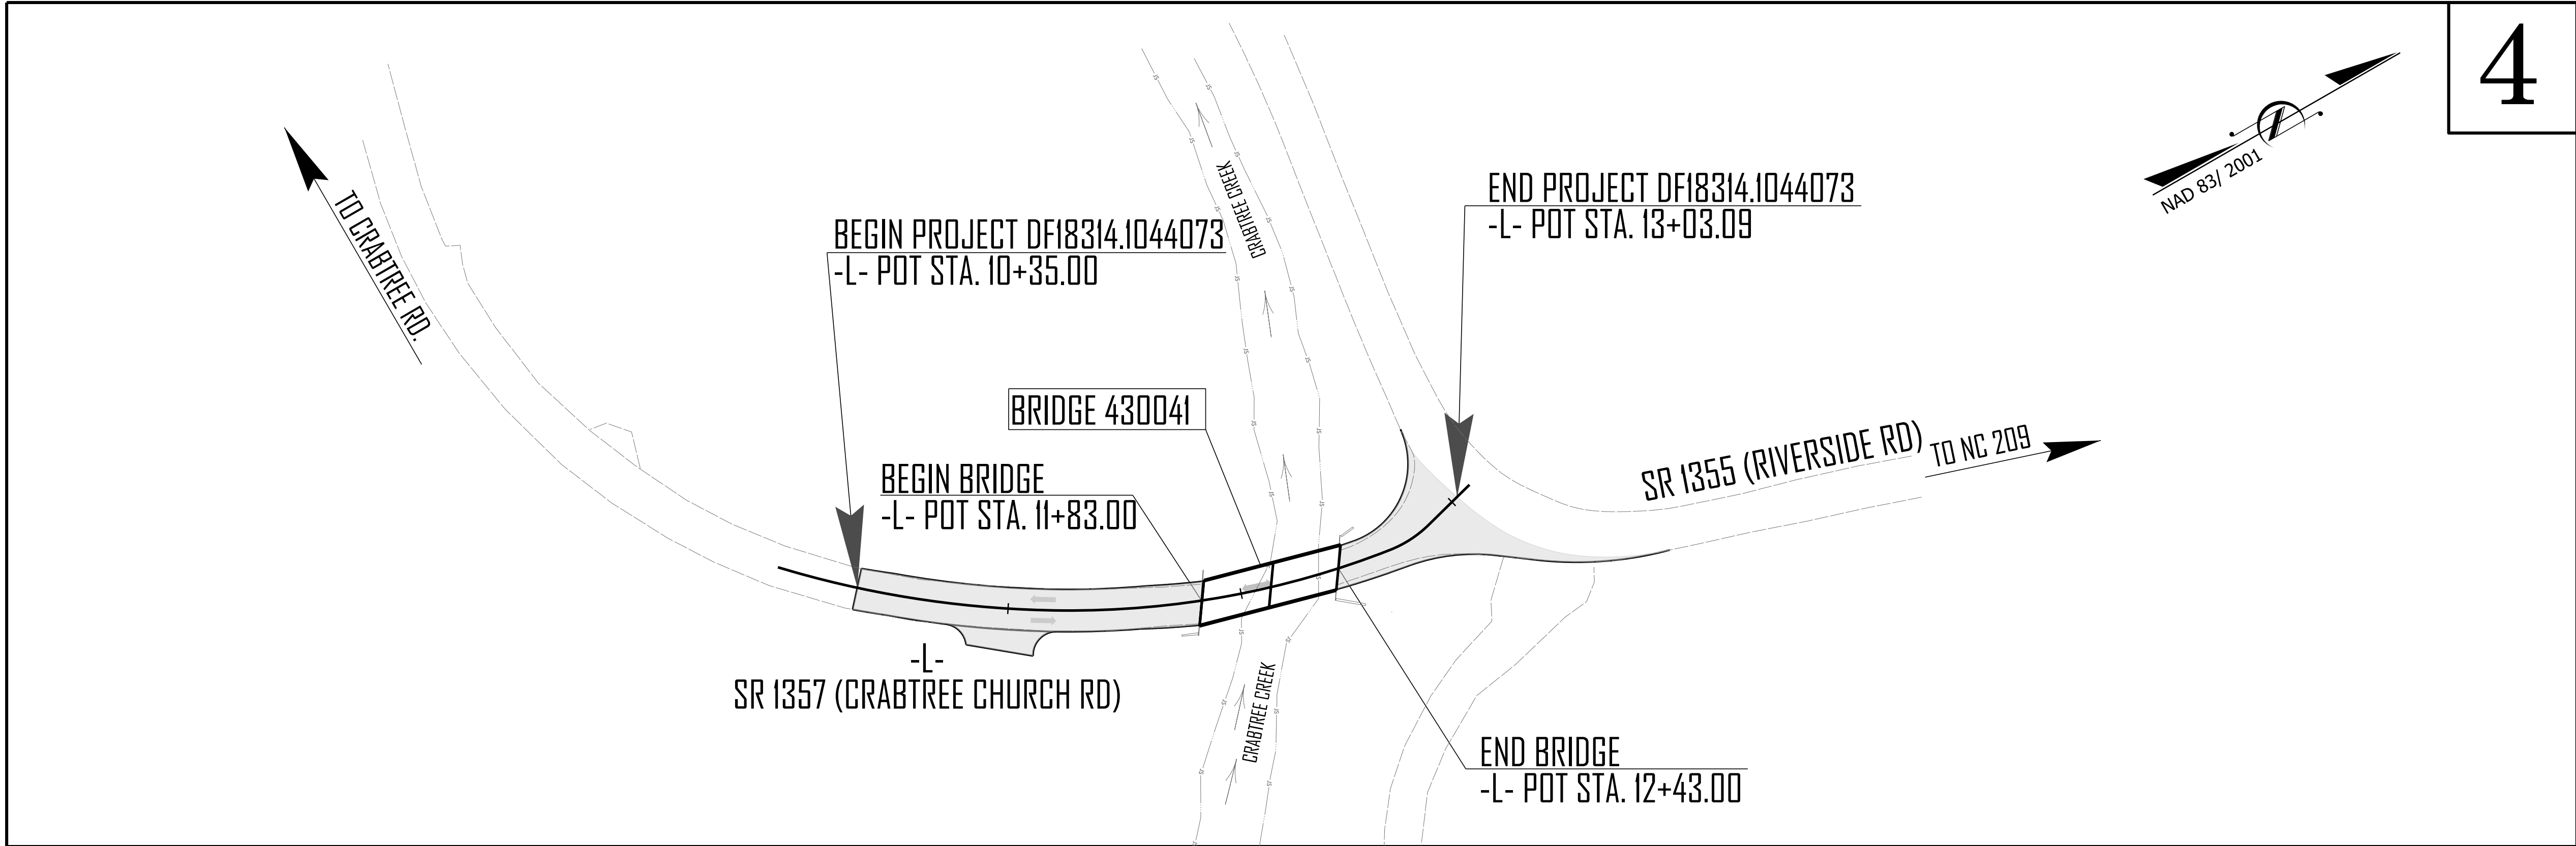 4
NAD 83/ 2001
TO CRABTREE RD.
BEGIN PROJECT DF18314.1044073
-L- POT STA. 10+35.00
CRABTREE CREEK
END PROJECT DF18314.1044073
-L- POT STA. 13+03.09
BRIDGE 430041
BEGIN BRIDGE
-L- POT STA. 11+83.00
SR 1355 (RIVERSIDE RD)
TO NC 209
-L-
SR 1357 (CRABTREE CHURCH RD)
CRABTREE CREEK
END BRIDGE
-L- POT STA. 12+43.00